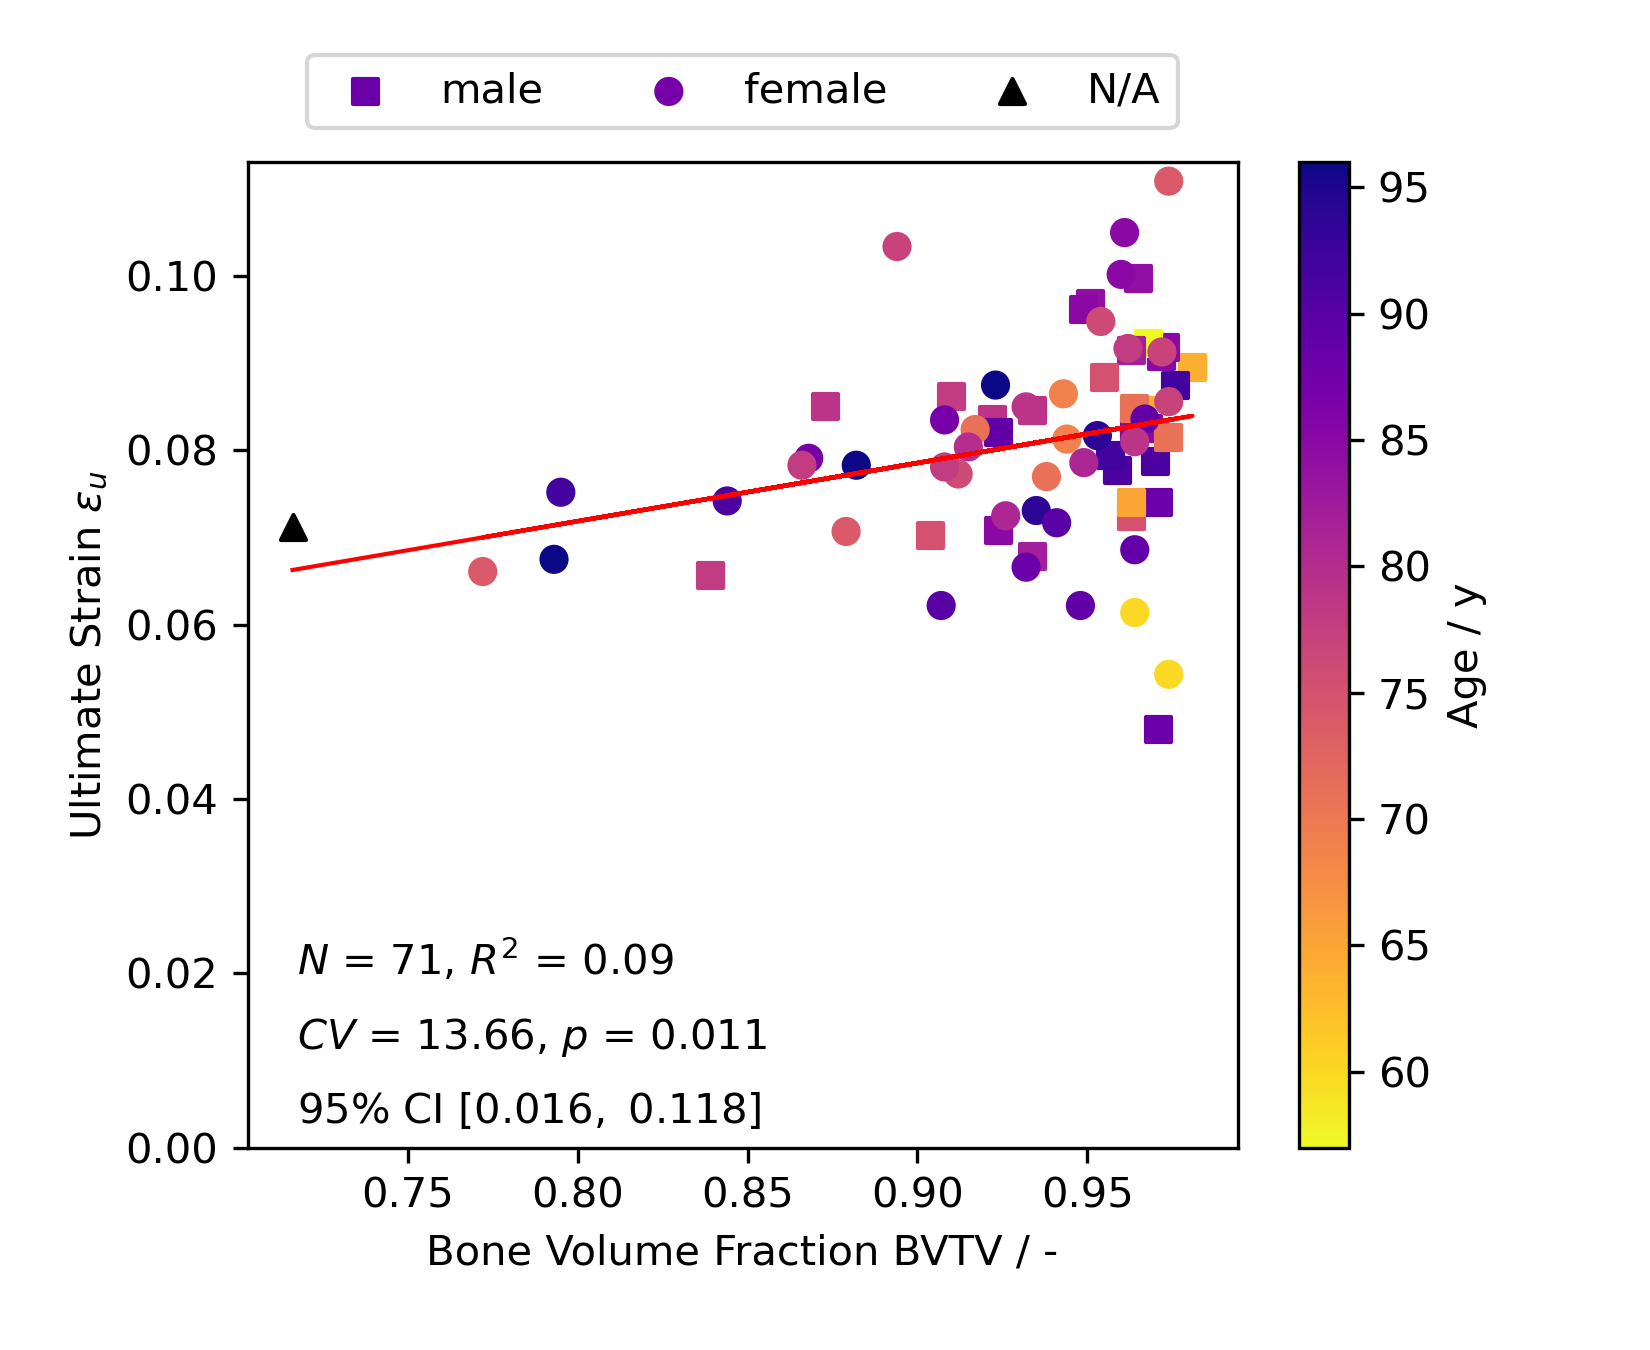 male female N/A
0.10
0.08
0.06
0.04
0.02
0.00
Ultimate Strain εu
N = 71, R² = 0.09
CV = 13.66, p = 0.011
95% CI [0.016, 0.118]
0.75 0.80 0.85 0.90 0.95
Bone Volume Fraction BVTV / -
95
90
85
80
75
70
65
60
Age / y